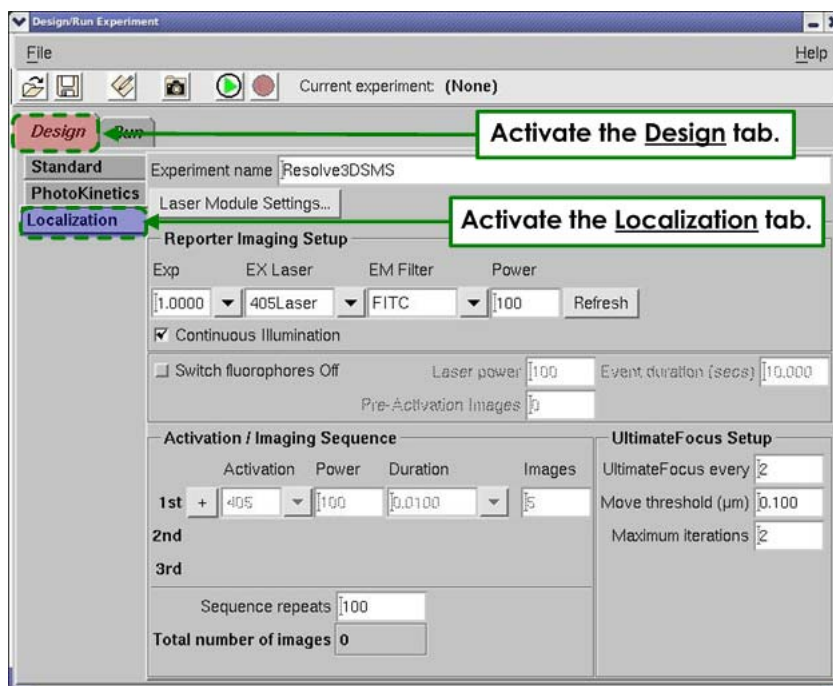 Design/Run Experiment
File Help
Current experiment: (None)
Design Run
Activate the Design tab.
Standard
PhotoKinetics
Localization
Experiment name Resolve3DSMS
Laser Module Settings...
Activate the Localization tab.
Reporter Imaging Setup
Exp EX Laser EM Filter Power
1.0000 405Laser FITC 100 Refresh
Continuous Illumination
Switch fluorophores Off Laser power 100 Event duration (secs) 10.000
Pre-Activation Images 0
Activation / Imaging Sequence
Activation Power Duration Images
1st + 405 100 0.0100 5
2nd
3rd
Sequence repeats 100
Total number of images 0
UltimateFocus Setup
UltimateFocus every 2
Move threshold (µm) 0.100
Maximum iterations 2